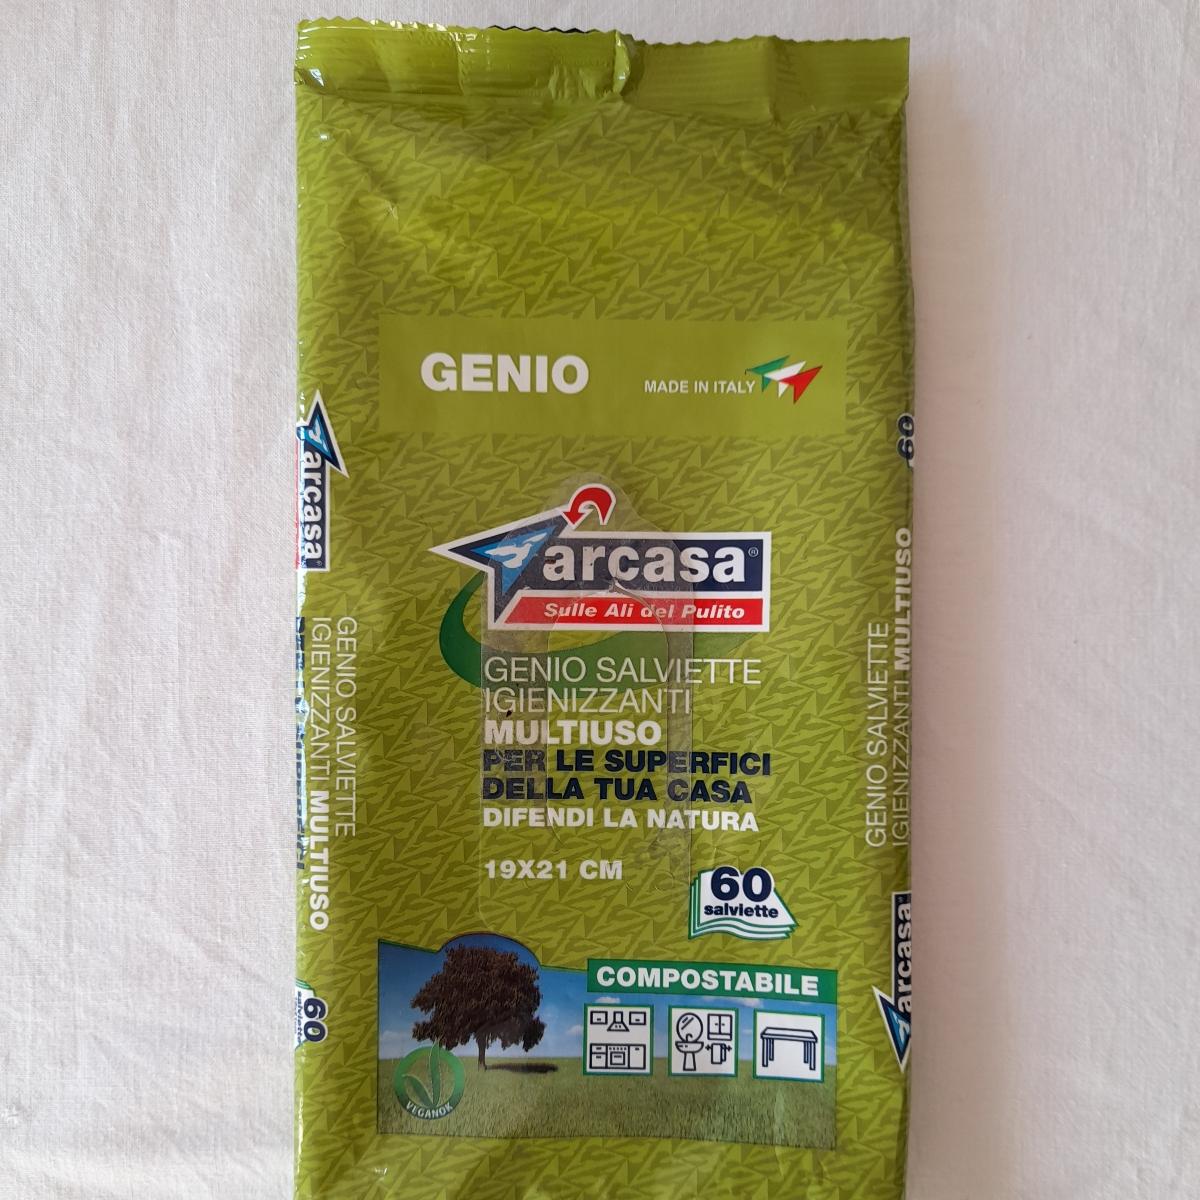 GENIO
MADE IN ITALY
arcasa®
Sulle Ali del Pulito
GENIO SALVIETTE
IGIENIZZANTI
MULTIUSO
PER LE SUPERFICI
DELLA TUA CASA
DIFENDI LA NATURA
19X21 CM
60
salviette
COMPOSTABILE
VEGANOK
arcasa
GENIO SALVIETTE
IGIENIZZANTI MULTIUSO
60
salviette
60
GENIO SALVIETTE
IGIENIZZANTI MULTIUSO
arcasa